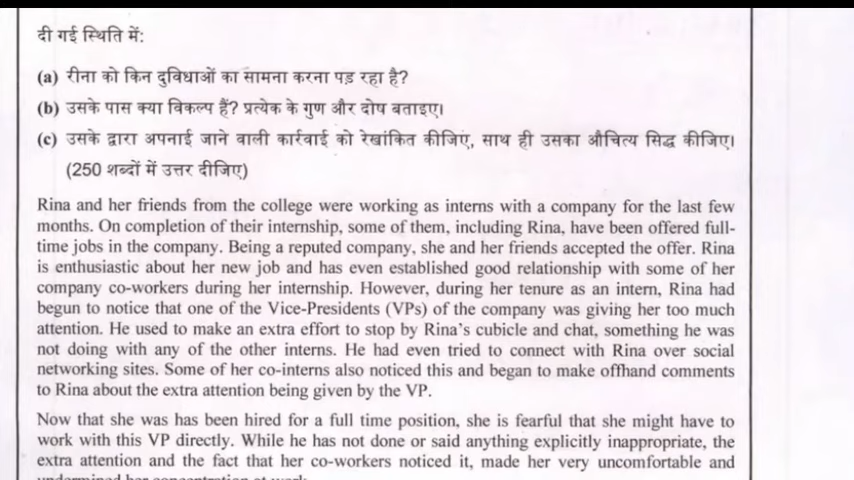 दी गई स्थिति में:
(a) रीना को किन दुविधाओं का सामना करना पड़ रहा है?
(b) उसके पास क्या विकल्प हैं? प्रत्येक के गुण और दोष बताइए।
(c) उसके द्वारा अपनाई जाने वाली कार्रवाई को रेखांकित कीजिए, साथ ही उसका औचित्य सिद्ध कीजिए।
(250 शब्दों में उत्तर दीजिए)
Rina and her friends from the college were working as interns with a company for the last few
months. On completion of their internship, some of them, including Rina, have been offered full-
time jobs in the company. Being a reputed company, she and her friends accepted the offer. Rina
is enthusiastic about her new job and has even established good relationship with some of her
company co-workers during her internship. However, during her tenure as an intern, Rina had
begun to notice that one of the Vice-Presidents (VPs) of the company was giving her too much
attention. He used to make an extra effort to stop by Rina's cubicle and chat, something he was
not doing with any of the other interns. He had even tried to connect with Rina over social
networking sites. Some of her co-interns also noticed this and began to make offhand comments
to Rina about the extra attention being given by the VP.
Now that she was has been hired for a full time position, she is fearful that she might have to
work with this VP directly. While he has not done or said anything explicitly inappropriate, the
extra attention and the fact that her co-workers noticed it, made her very uncomfortable and
undermined her concentration at work.